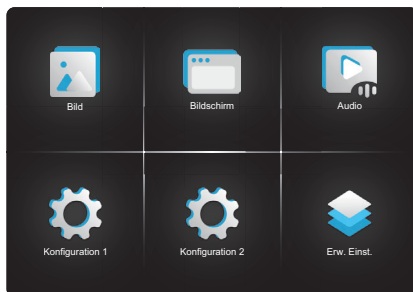 Bild
Bildschirm
Audio
Konfiguration 1
Konfiguration 2
Erw. Einst.